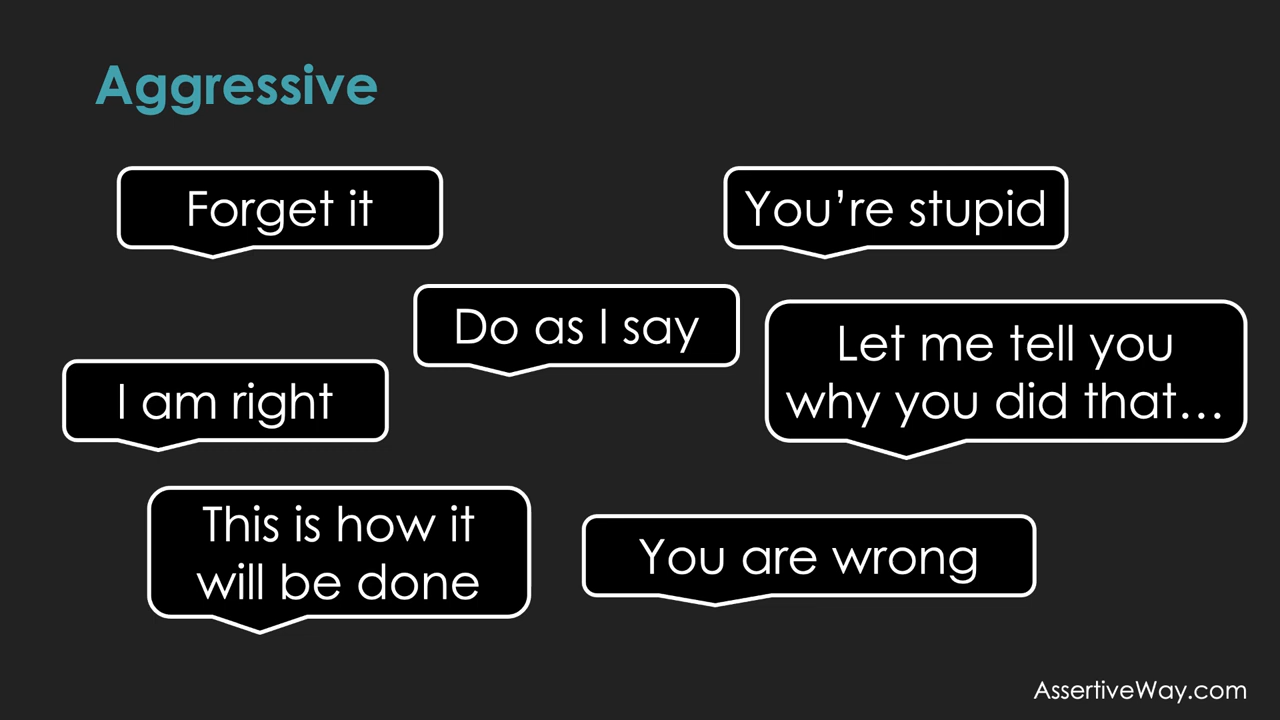 Aggressive
Forget it
You’re stupid
Do as I say
Let me tell you
why you did that…
I am right
This is how it
will be done
You are wrong
AssertiveWay.com